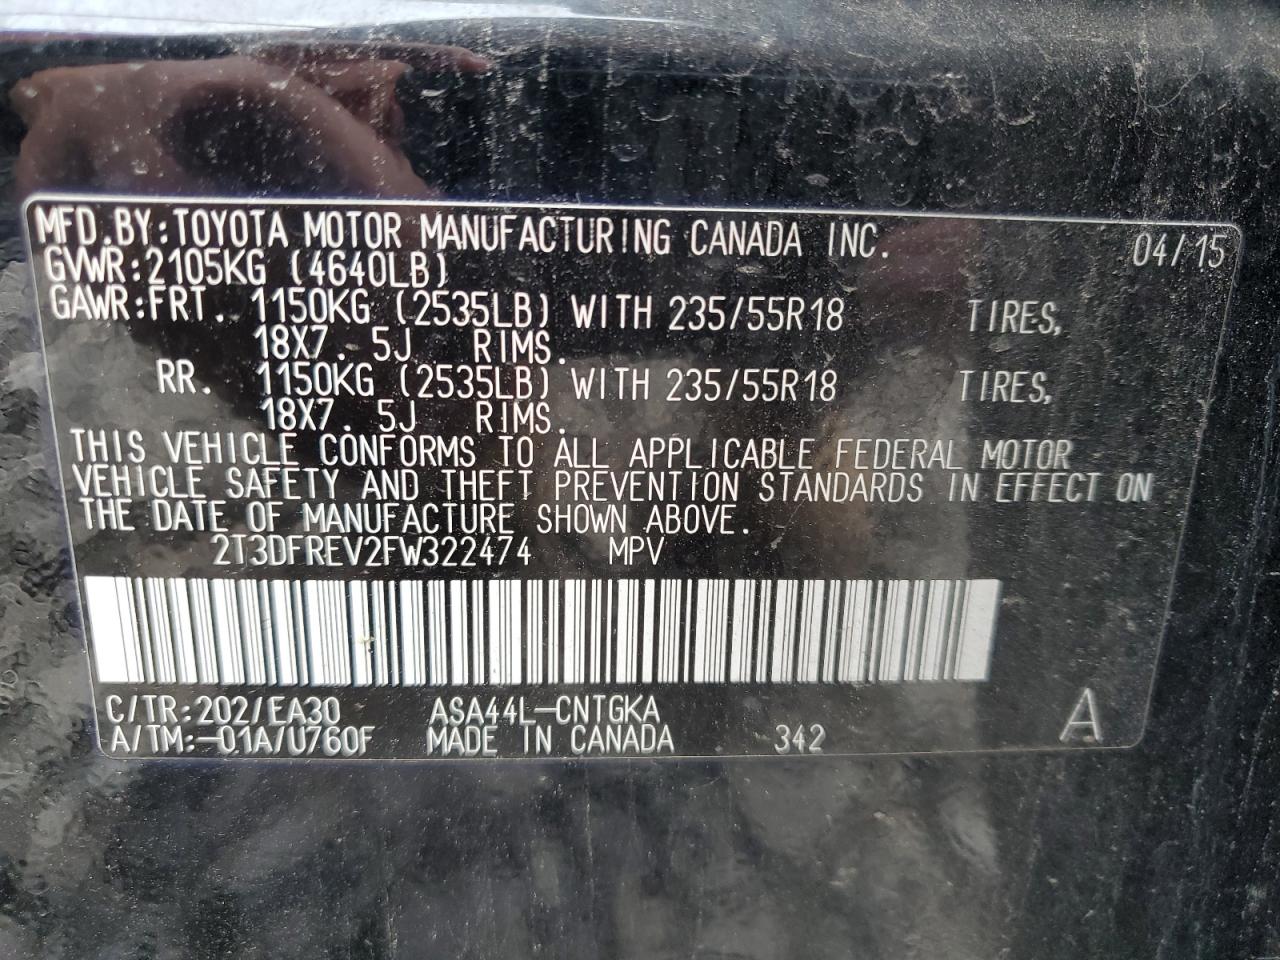 MFD.BY:TOYOTA MOTOR MANUFACTURING CANADA INC. 04/15
GVWR:2105KG (4640LB)
GAWR:FRT. 1150KG (2535LB) WITH 235/55R18 TIRES,
18X7. 5J RIMS.
RR. 1150KG (2535LB) WITH 235/55R18 TIRES,
18X7. 5J RIMS.
THIS VEHICLE CONFORMS TO ALL APPLICABLE FEDERAL MOTOR
VEHICLE SAFETY AND THEFT PREVENTION STANDARDS IN EFFECT ON
THE DATE OF MANUFACTURE SHOWN ABOVE.
2T3DFREV2FW322474 MPV
C/TR:202/EA30 ASA44L-CNTGKA
A/TM:-01A/U760F MADE IN CANADA 342 A